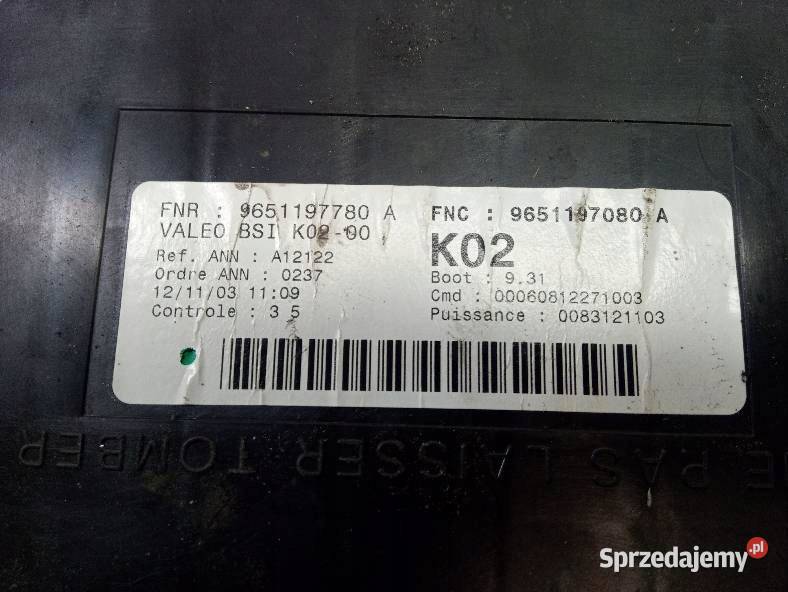 FNR : 9651197780 A
VALEO BSI K02-00
Ref. ANN : A12122
Ordre ANN : 0237
12/11/03 11:09
Controle : 3 5
FNC : 9651197080 A
K02
Boot : 9.31
Cmd : 00060812271003
Puissance : 0083121103
NE PAS LAISSER TOMBER
Sprzedajemy.pl